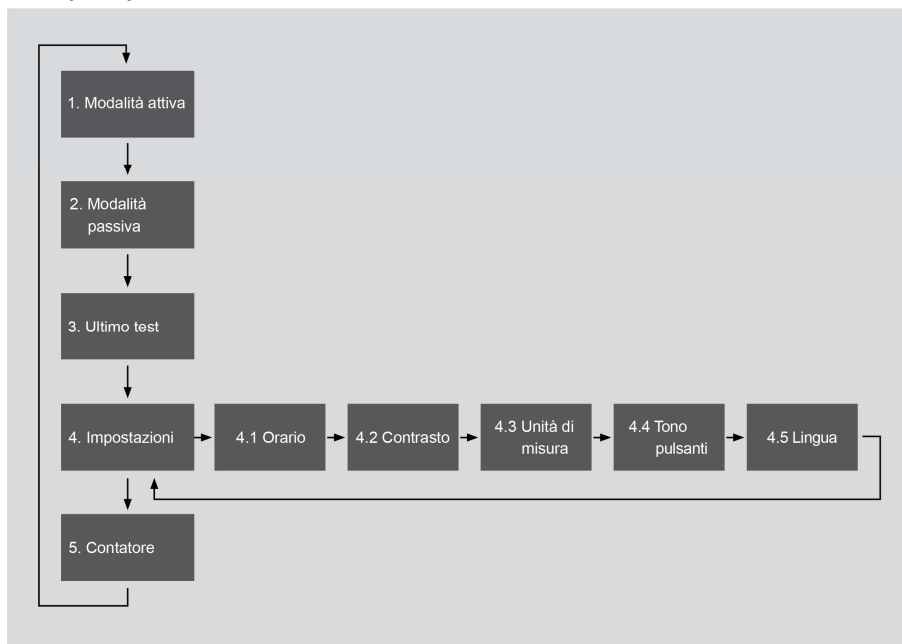 1. Modalità attiva
2. Modalità
passiva
3. Ultimo test
4. Impostazioni
4.1 Orario
4.2 Contrasto
4.3 Unità di
misura
4.4 Tono
pulsanti
4.5 Lingua
5. Contatore